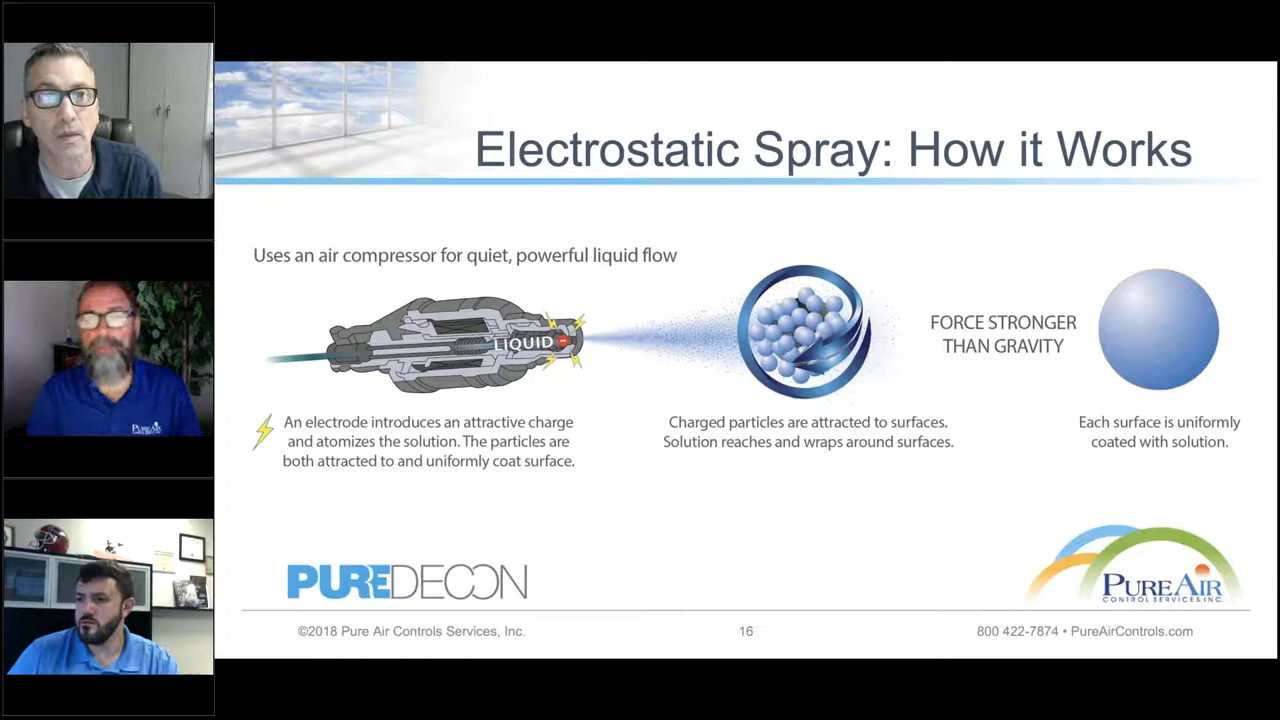 Electrostatic Spray: How it Works
Uses an air compressor for quiet, powerful liquid flow
LIQUID
FORCE STRONGER
THAN GRAVITY
An electrode introduces an attractive charge
and atomizes the solution. The particles are
both attracted to and uniformly coat surface.
Charged particles are attracted to surfaces.
Solution reaches and wraps around surfaces.
Each surface is uniformly
coated with solution.
PUREDECON
PUREAIR
CONTROL SERVICES, INC.
©2018 Pure Air Controls Services, Inc.
16
800 422-7874 • PureAirControls.com
PUREAIR